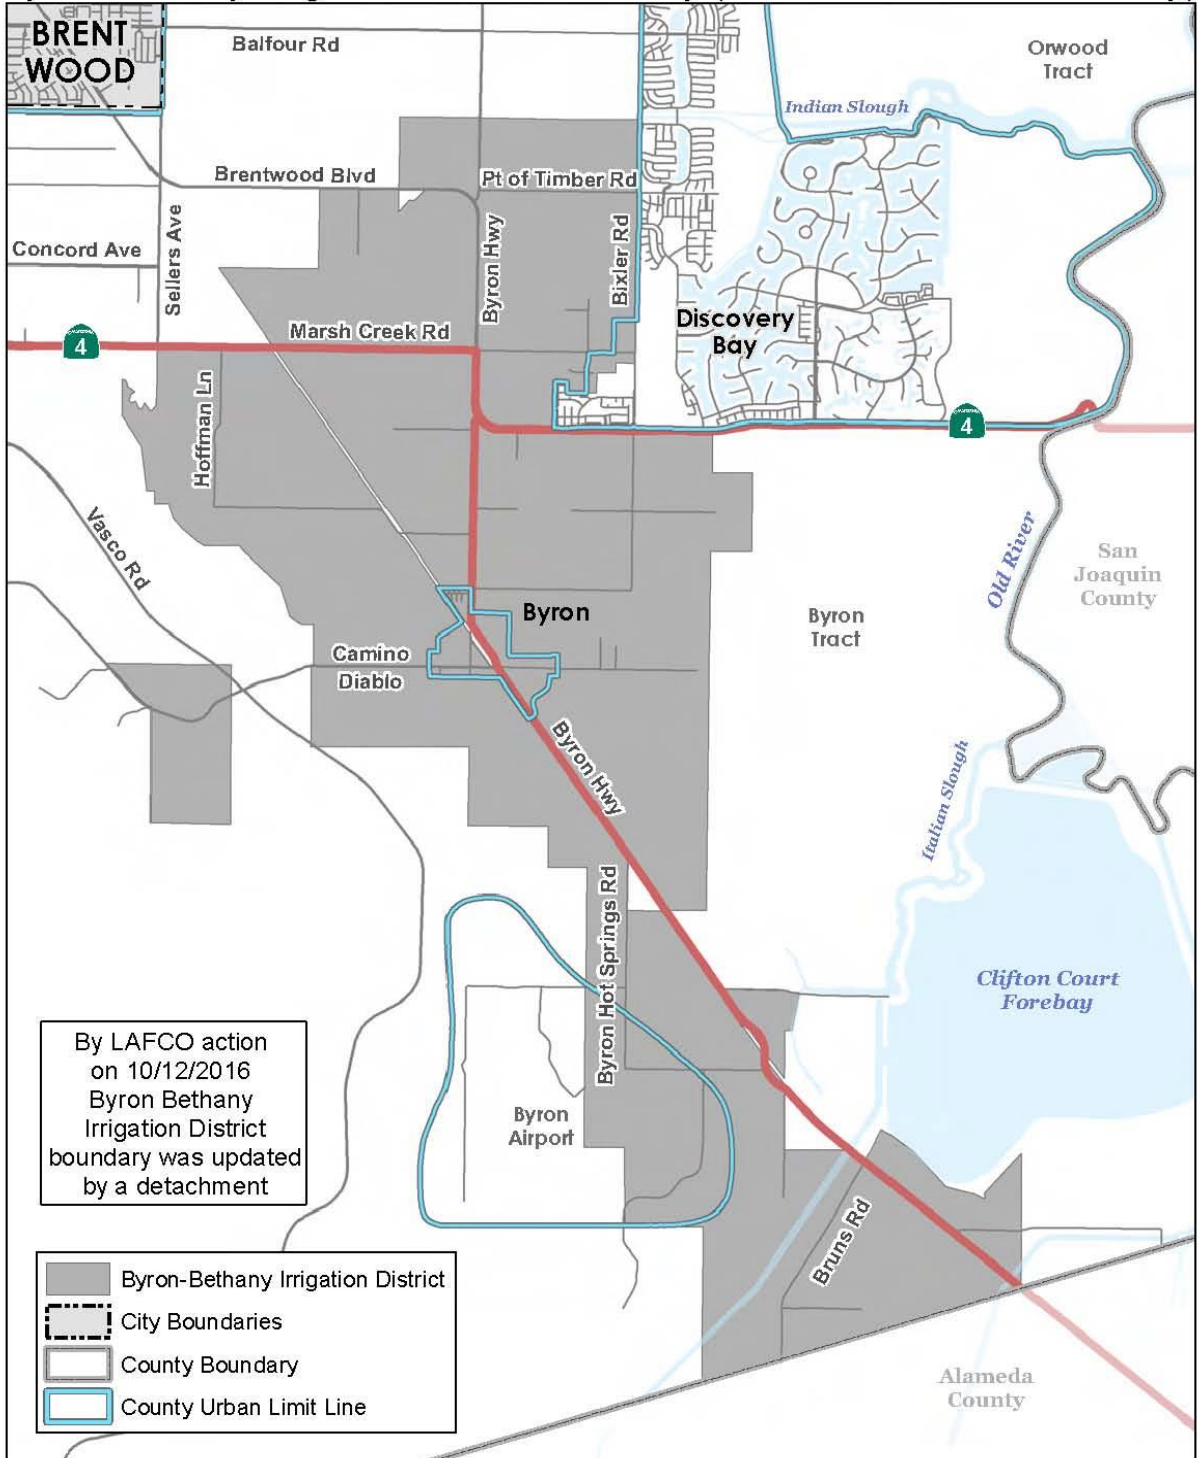 BRENT
WOOD
Balfour Rd
Orwood
Tract
Indian Slough
Brentwood Blvd
Pt of Timber Rd
Sellers Ave
Concord Ave
Byron Hwy
Bixler Rd
Marsh Creek Rd
Discovery
Bay
4
Hoffman Ln
4
Vasco Rd
Old River
San
Joaquin
County
Byron
Byron
Tract
Camino
Diablo
Byron Hwy
Italian Slough
Byron Hot Springs Rd
Clifton Court
Forebay
By LAFCO action
on 10/12/2016
Byron Bethany
Irrigation District
boundary was updated
by a detachment
Byron
Airport
Bruns Rd
Byron-Bethany Irrigation District
City Boundaries
County Boundary
County Urban Limit Line
Alameda
County